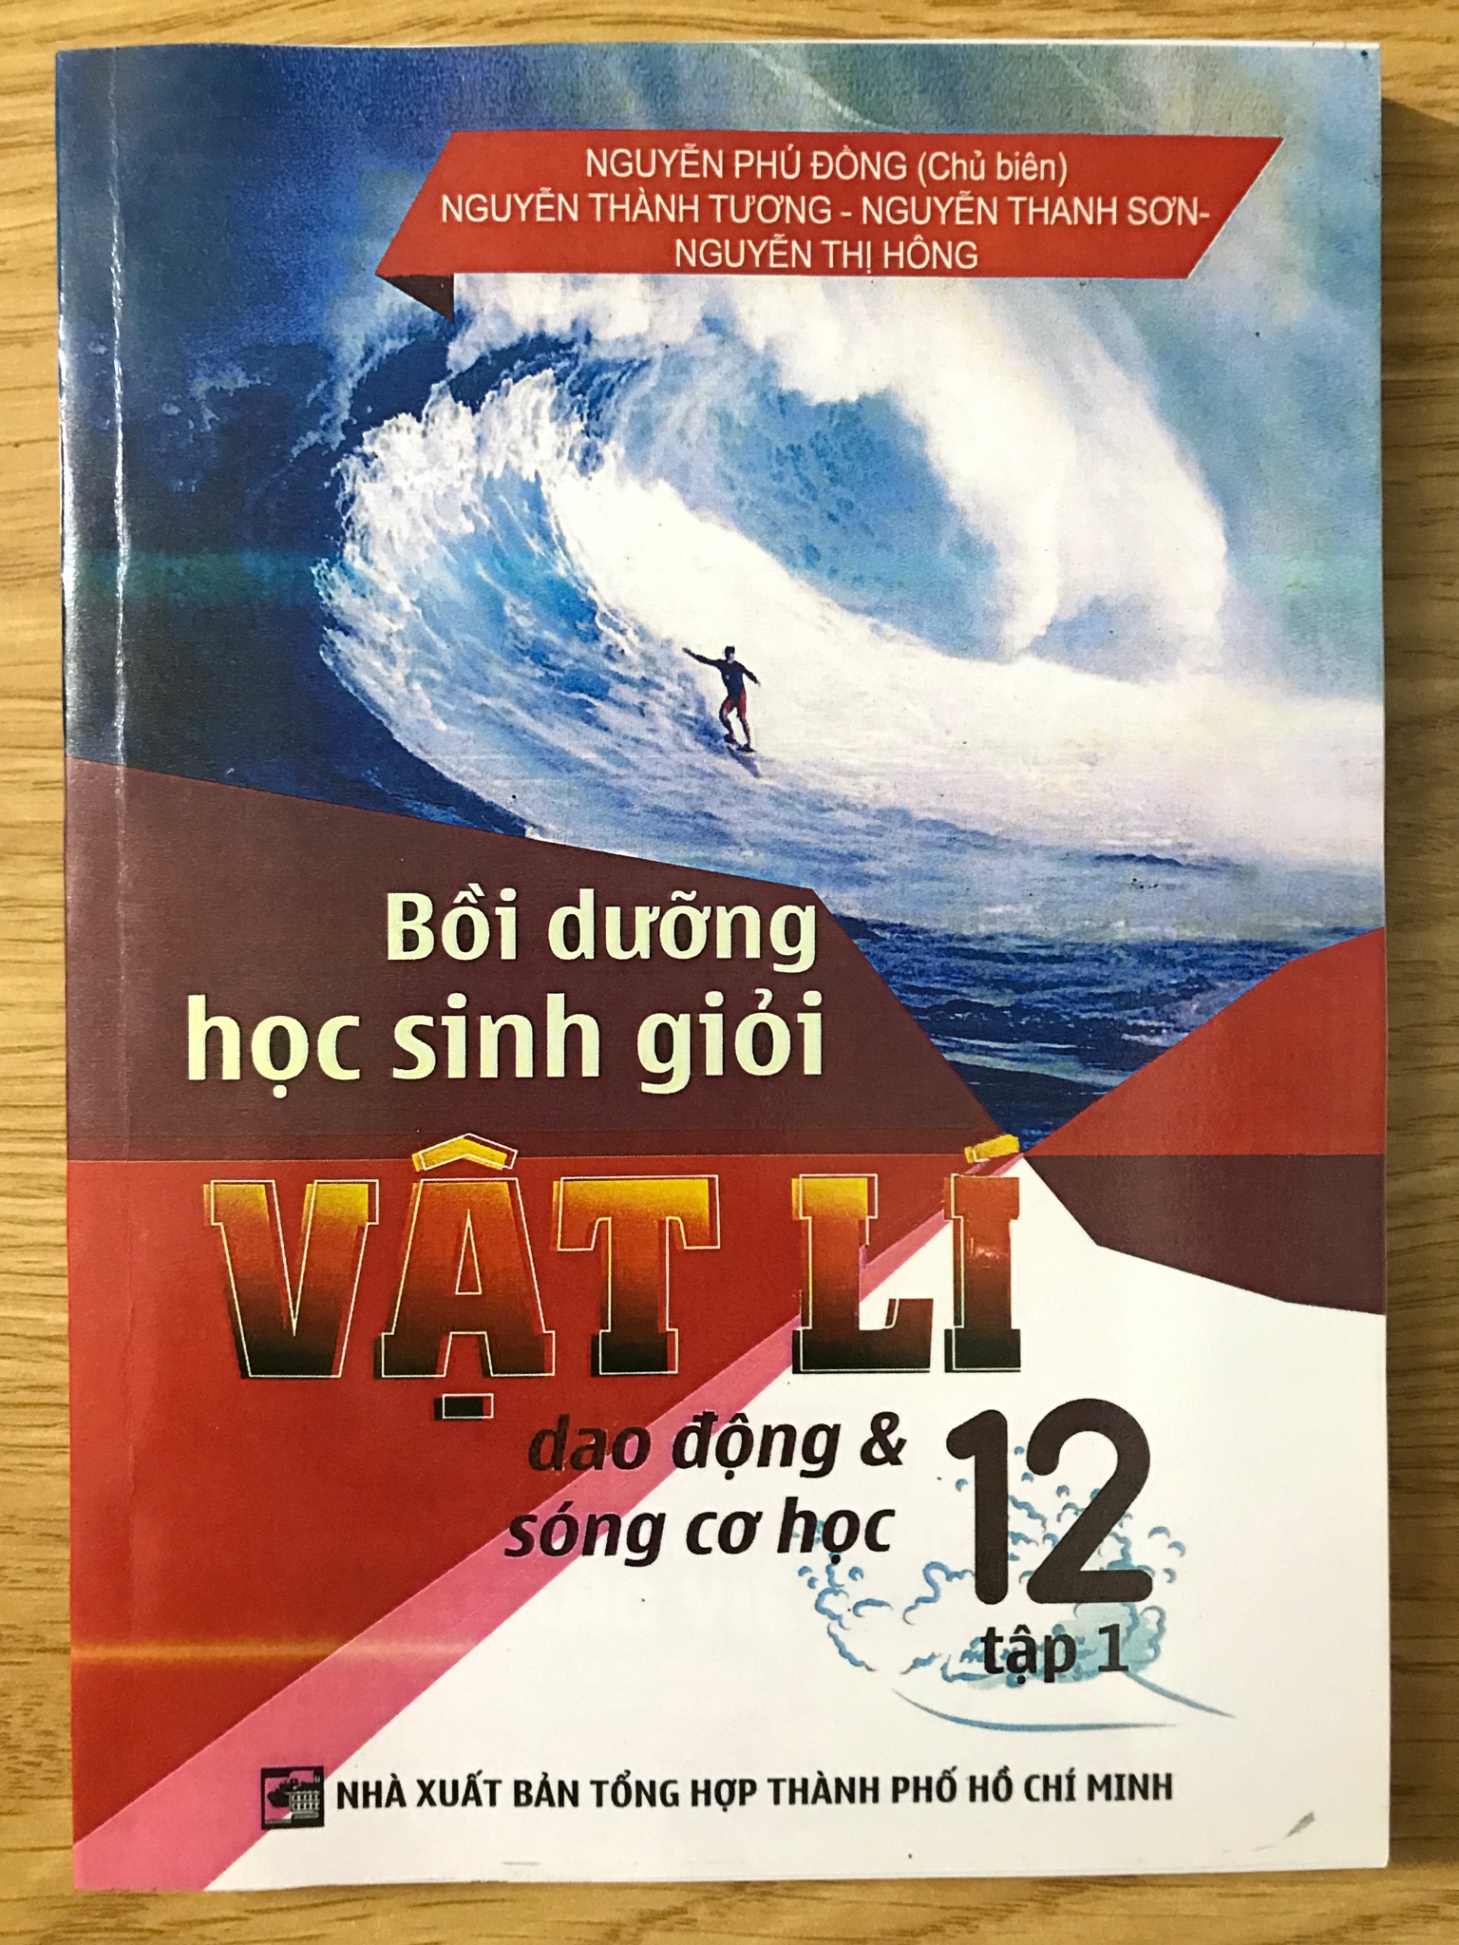 NGUYỄN PHÚ ĐỒNG (Chủ biên)
NGUYỄN THÀNH TƯƠNG - NGUYỄN THANH SƠN-
NGUYỄN THỊ HÔNG
Bồi dưỡng
học sinh giỏi
VẬT LÍ
dao động &
sóng cơ học
12
tập 1
NHÀ XUẤT BẢN TỔNG HỢP THÀNH PHỐ HỒ CHÍ MINH